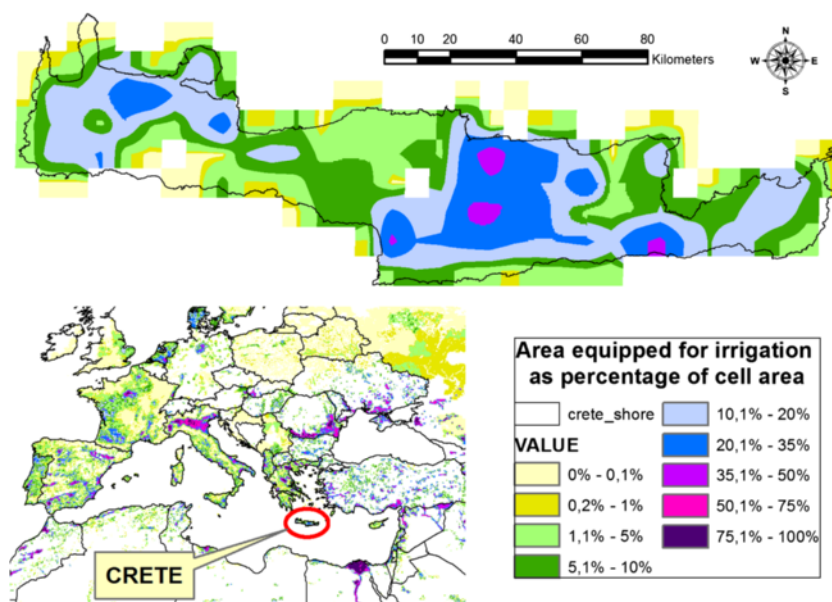 0 10 20 40 60 80
Kilometers
N
W E
S
CRETE
Area equipped for irrigation
as percentage of cell area
crete_shore
VALUE
0% - 0,1%
0,2% - 1%
1,1% - 5%
5,1% - 10%
10,1% - 20%
20,1% - 35%
35,1% - 50%
50,1% - 75%
75,1% - 100%